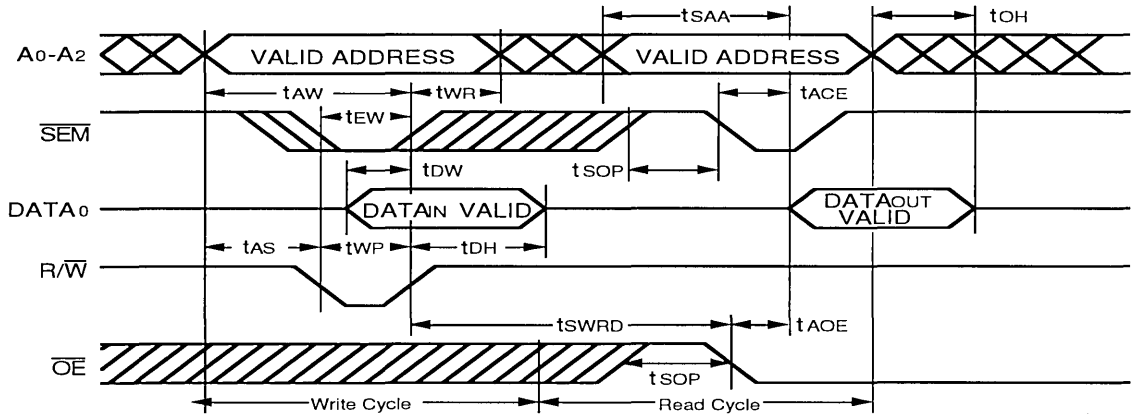 tSAA
tOH
A0-A2
VALID ADDRESS
VALID ADDRESS
tAW
tWR
tACE
tEW
SEM
tSOP
tDW
DATA0
DATAIN VALID
DATAOUT
VALID
tAS
tWP
tDH
R/W
tSWRD
tAOE
OE
tSOP
Write Cycle
Read Cycle